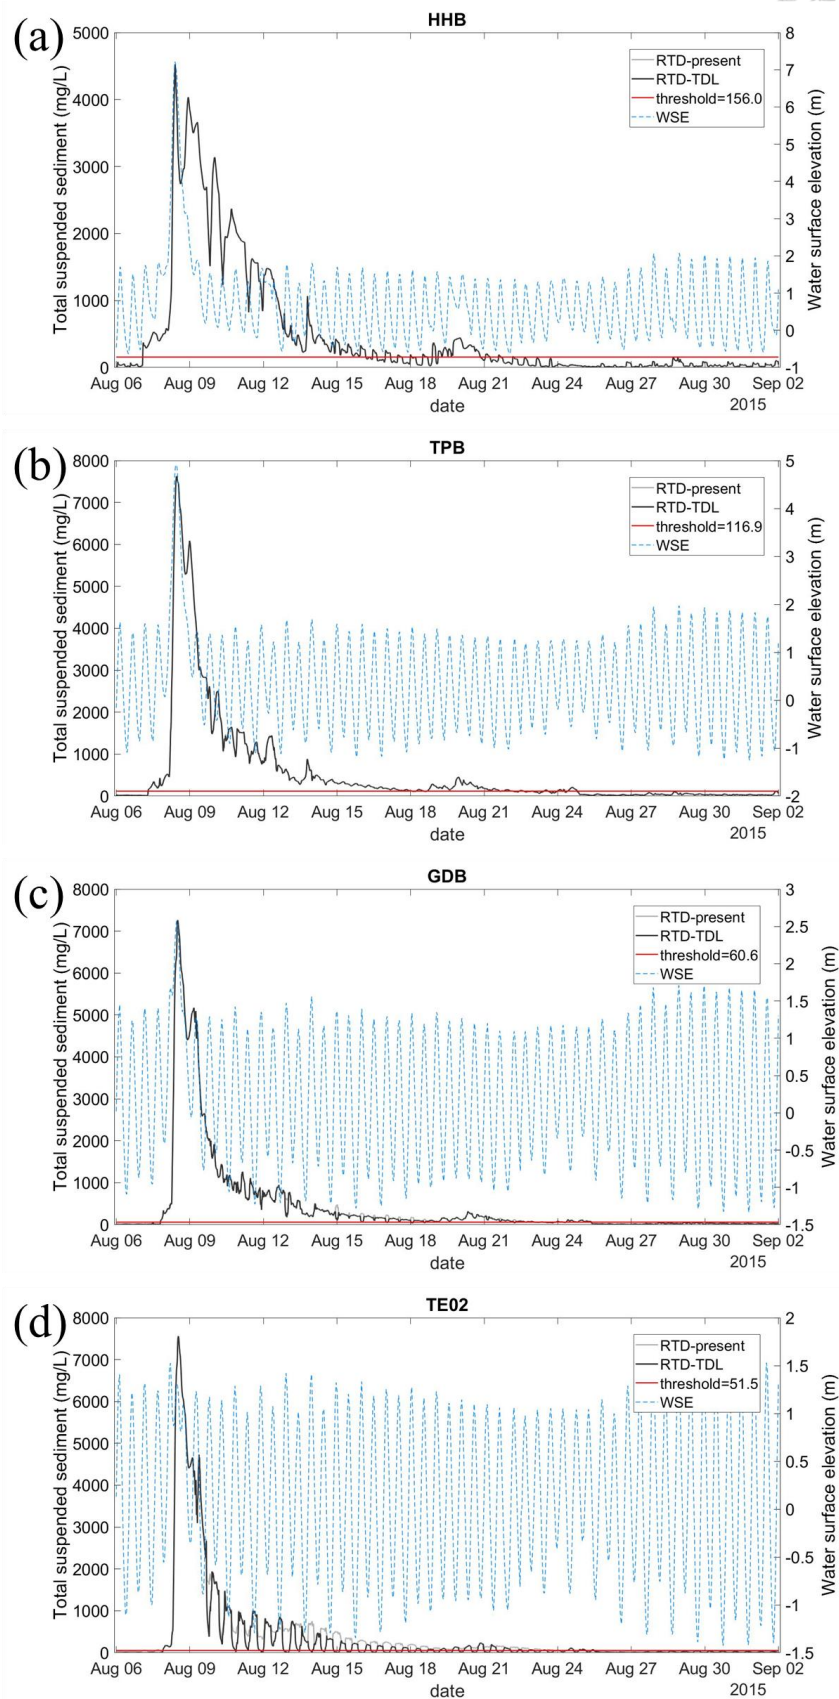 (a)
HHB
Total suspended sediment (mg/L)
5000
4000
3000
2000
1000
0
8
7
6
5
4
3
2
1
0
-1
Water surface elevation (m)
RTD-present
RTD-TDL
threshold=156.0
WSE
Aug 06 Aug 09 Aug 12 Aug 15 Aug 18 Aug 21 Aug 24 Aug 27 Aug 30 Sep 02
date
2015
(b)
TPB
Total suspended sediment (mg/L)
8000
7000
6000
5000
4000
3000
2000
1000
0
5
4
3
2
1
0
-1
-2
Water surface elevation (m)
RTD-present
RTD-TDL
threshold=116.9
WSE
Aug 06 Aug 09 Aug 12 Aug 15 Aug 18 Aug 21 Aug 24 Aug 27 Aug 30 Sep 02
date
2015
(c)
GDB
Total suspended sediment (mg/L)
8000
7000
6000
5000
4000
3000
2000
1000
0
3
2.5
2
1.5
1
0.5
0
-0.5
-1
-1.5
Water surface elevation (m)
RTD-present
RTD-TDL
threshold=60.6
WSE
Aug 06 Aug 09 Aug 12 Aug 15 Aug 18 Aug 21 Aug 24 Aug 27 Aug 30 Sep 02
date
2015
(d)
TE02
Total suspended sediment (mg/L)
8000
7000
6000
5000
4000
3000
2000
1000
0
2
1.5
1
0.5
0
-0.5
-1
-1.5
Water surface elevation (m)
RTD-present
RTD-TDL
threshold=51.5
WSE
Aug 06 Aug 09 Aug 12 Aug 15 Aug 18 Aug 21 Aug 24 Aug 27 Aug 30 Sep 02
date
2015